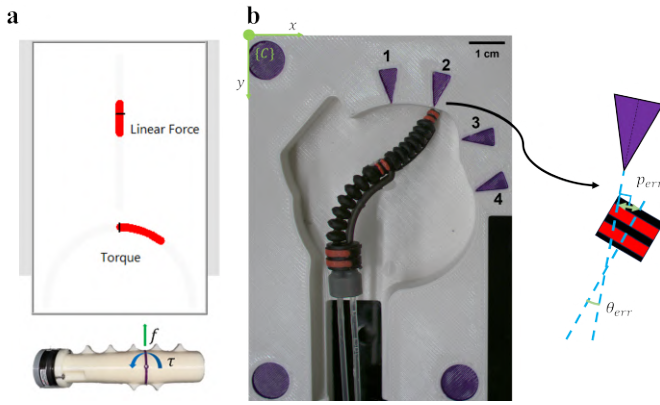 a
Linear Force
Torque
f
τ
b
x
{C}
y
1
2
3
4
1 cm
p_err
θ_err